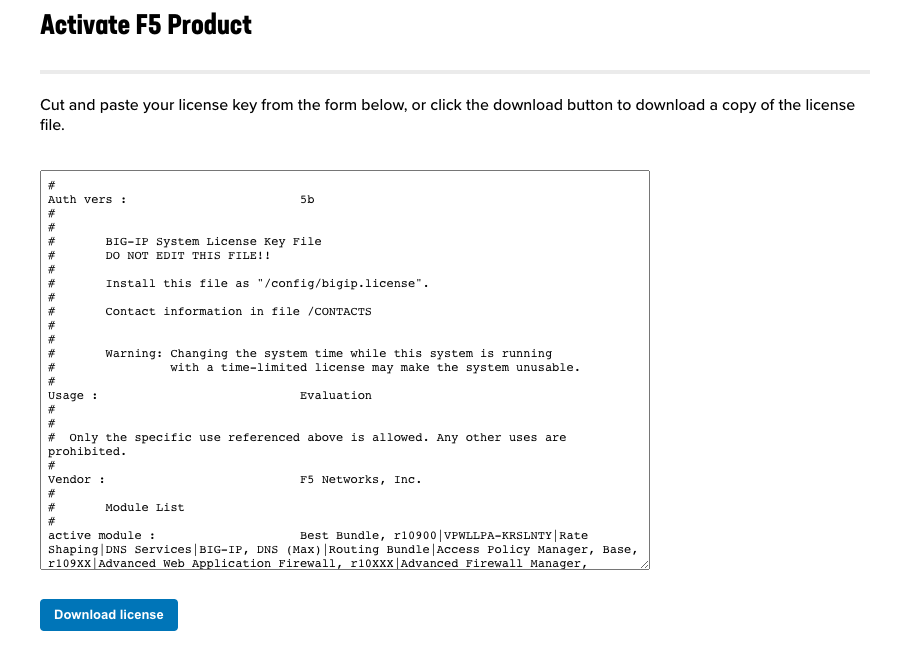 Activate F5 Product
Cut and paste your license key from the form below, or click the download button to download a copy of the license
file.
#
Auth vers :                        5b
#
#
#       BIG-IP System License Key File
#       DO NOT EDIT THIS FILE!!
#
#       Install this file as "/config/bigip.license".
#
#       Contact information in file /CONTACTS
#
#
#       Warning: Changing the system time while this system is running
#                with a time-limited license may make the system unusable.
#
Usage :                            Evaluation
#
#
#  Only the specific use referenced above is allowed. Any other uses are
prohibited.
#
Vendor :                           F5 Networks, Inc.
#
#       Module List
#
active module :                    Best Bundle, r10900|VPWLLPA-KRSLNTY|Rate
Shaping|DNS Services|BIG-IP, DNS (Max)|Routing Bundle|Access Policy Manager, Base,
r109XX|Advanced Web Application Firewall, r10XXX|Advanced Firewall Manager,
Download license